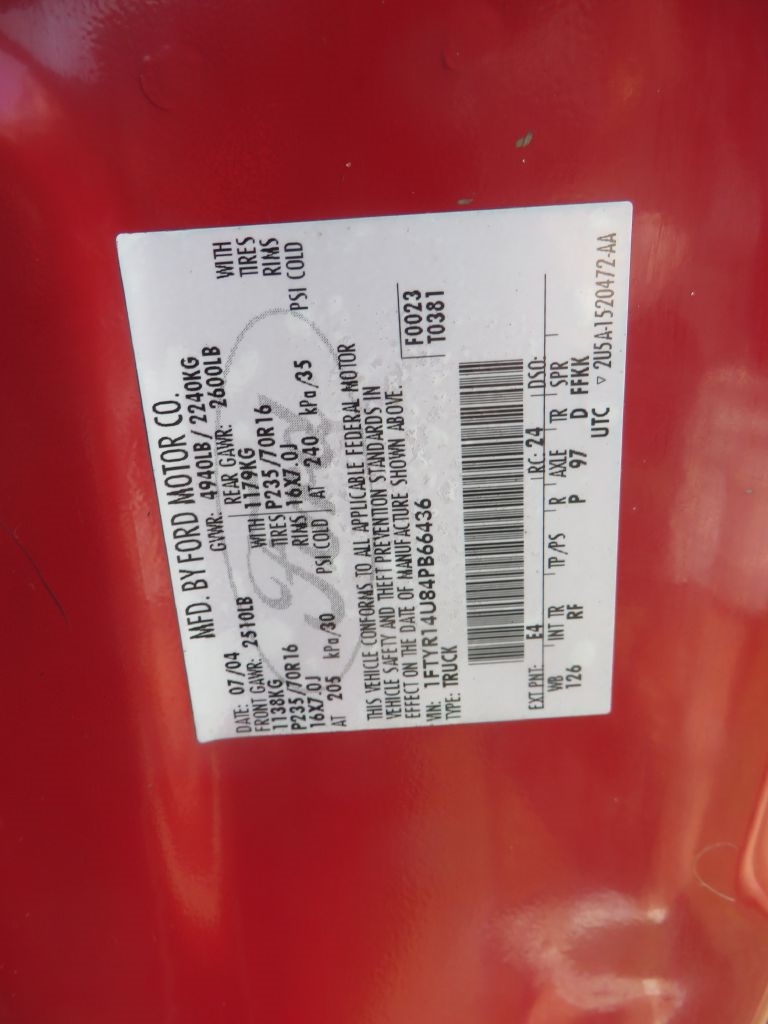 MFD. BY FORD MOTOR CO.
DATE: 07/04 GVWR: 4940LB / 2240KG
FRONT GAWR: 2510LB REAR GAWR: 2600LB
1138KG WITH 1179KG WITH
P235/70R16 TIRES P235/70R16 TIRES
16X7.0J RIMS 16X7.0J RIMS
AT 205 kPa/30 PSI COLD AT 240 kPa/35 PSI COLD
THIS VEHICLE CONFORMS TO ALL APPLICABLE FEDERAL MOTOR
VEHICLE SAFETY AND THEFT PREVENTION STANDARDS IN
EFFECT ON THE DATE OF MANUFACTURE SHOWN ABOVE.
VIN: 1FTYR14U84PB66436 F0023
TYPE: TRUCK T0381
EXT PNT: E4 RC: 24 DSO:
WB INT TR TP/PS R AXLE TR SPR
126 RF P 97 D FFKK
UTC ▽ 2U5A-1520472-AA
Ford